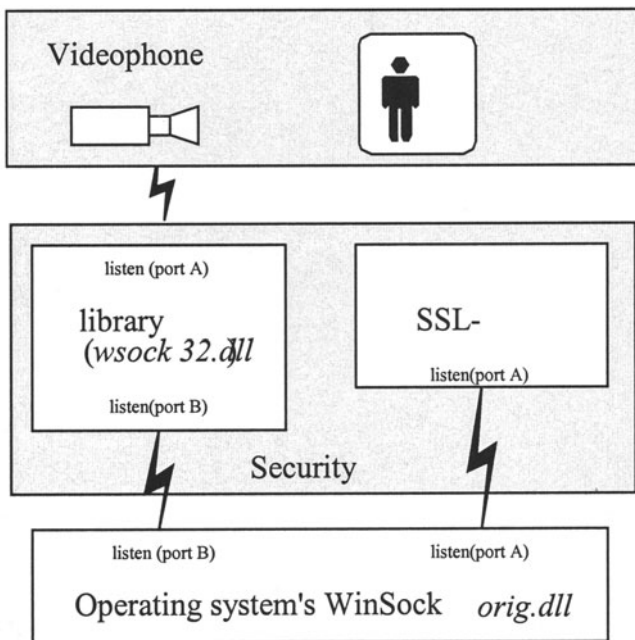 Videophone
listen (port A)
library
(wsock 32.dll)
listen(port B)
SSL-
listen(port A)
Security
listen (port B)
listen(port A)
Operating system's WinSock orig.dll